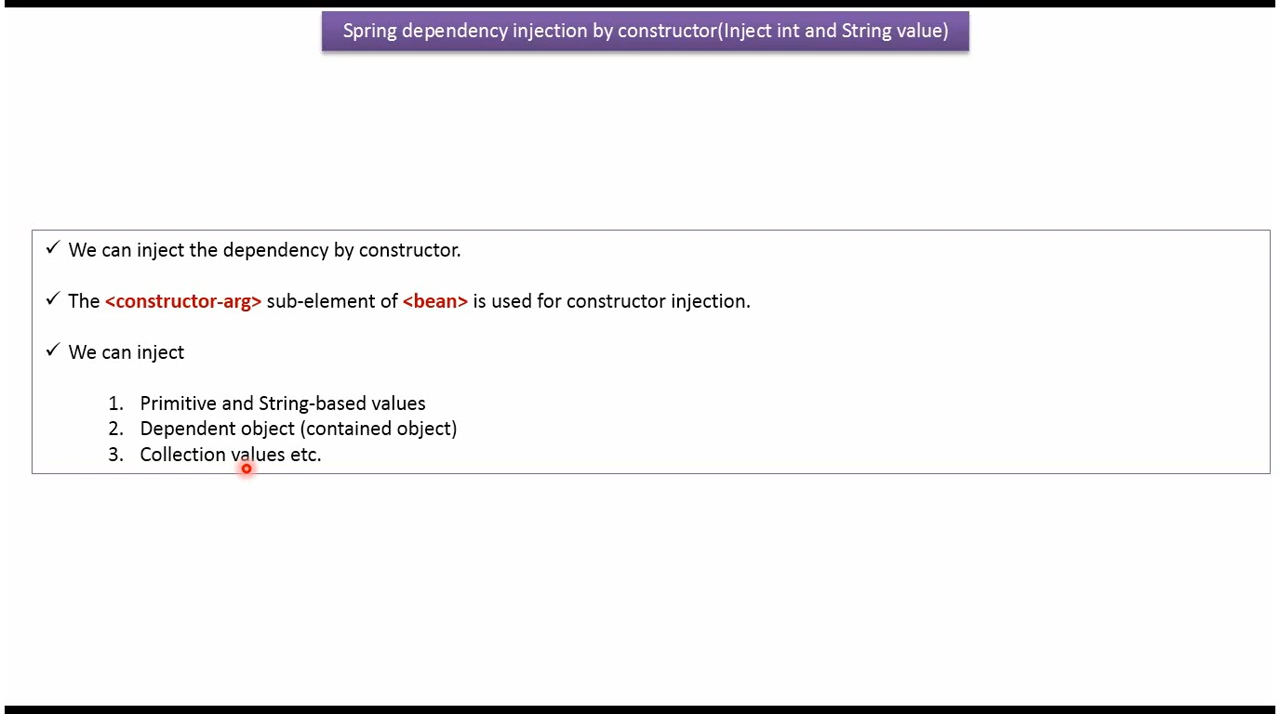 Spring dependency injection by constructor(Inject int and String value)
✓ We can inject the dependency by constructor.
✓ The <constructor-arg> sub-element of <bean> is used for constructor injection.
✓ We can inject
1. Primitive and String-based values
2. Dependent object (contained object)
3. Collection values etc.